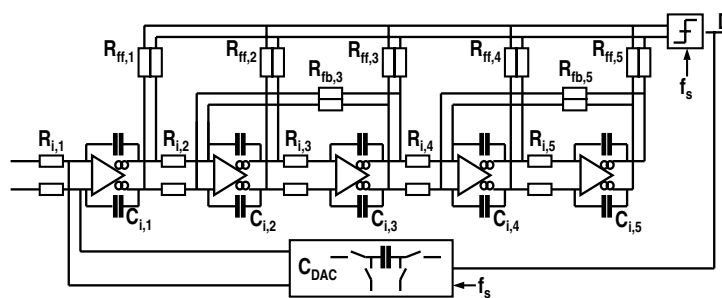 D
R_ff,1
R_ff,2
R_ff,3
R_ff,4
R_ff,5
R_fb,3
R_fb,5
f_s
R_i,1
R_i,2
R_i,3
R_i,4
R_i,5
C_i,1
C_i,2
C_i,3
C_i,4
C_i,5
C_DAC
f_s